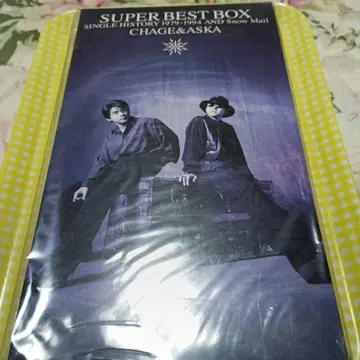 SUPER BEST BOX
SINGLE HISTORY 1979-1994 AND Snow Mail
CHAGE&ASKA